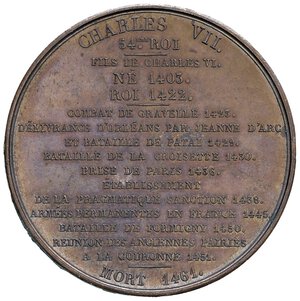 CHARLES VII.
54ME ROI
FILS DE CHARLES VI.
NÉ 1403.
ROI 1422.
COMBAT DE GRAVELLE 1423.
DÉLIVRANCE D'ORLÉANS PAR JEANNE D'ARC
ET BATAILLE DE PATAI 1429.
BATAILLE DE LA CROISETTE 1430.
PRISE DE PARIS 1436.
ÉTABLISSEMENT
DE LA PRAGMATIQUE SANCTION 1438.
ARMÉES PERMANENTES EN FRANCE 1445.
BATAILLE DE FORMIGNY 1450.
RÉUNION DES ANCIENNES PAIRIES
A LA COURONNE 1451.
MORT 1461.